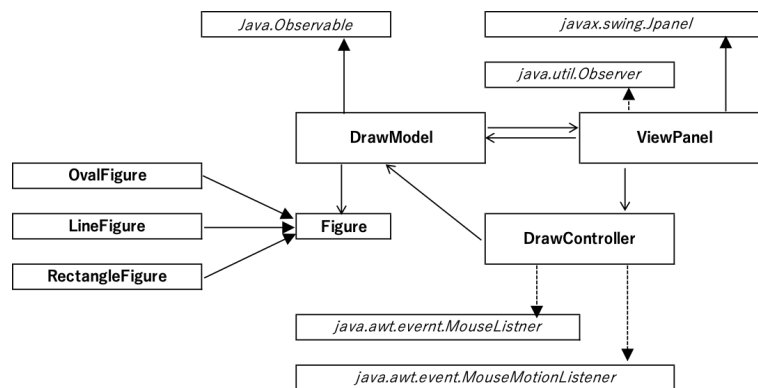 Java.Observable
javax.swing.Jpanel
java.util.Observer
DrawModel
ViewPanel
OvalFigure
LineFigure
Figure
DrawController
RectangleFigure
java.awt.evernt.MouseListner
java.awt.event.MouseMotionListener